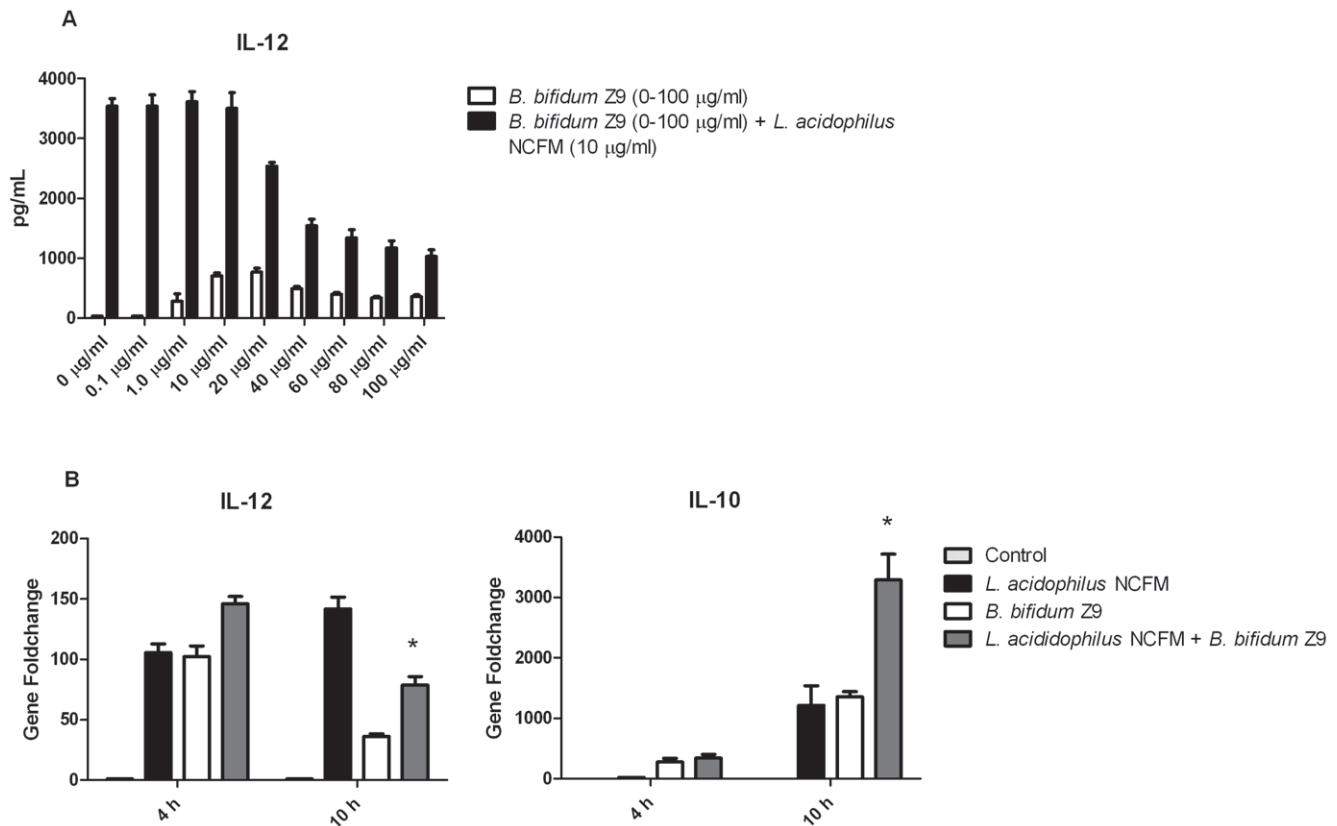 A
IL-12
pg/mL
4000
3000
2000
1000
0
0 µg/ml
0.1 µg/ml
1.0 µg/ml
10 µg/ml
20 µg/ml
40 µg/ml
60 µg/ml
80 µg/ml
100 µg/ml
B. bifidum Z9 (0-100 µg/ml)
B. bifidum Z9 (0-100 µg/ml) + L. acidophilus
NCFM (10 µg/ml)
B
IL-12
Gene Foldchange
200
150
100
50
0
*
4 h
10 h
IL-10
Gene Foldchange
4000
3000
2000
1000
0
*
4 h
10 h
Control
L. acidophilus NCFM
B. bifidum Z9
L. acididophilus NCFM + B. bifidum Z9